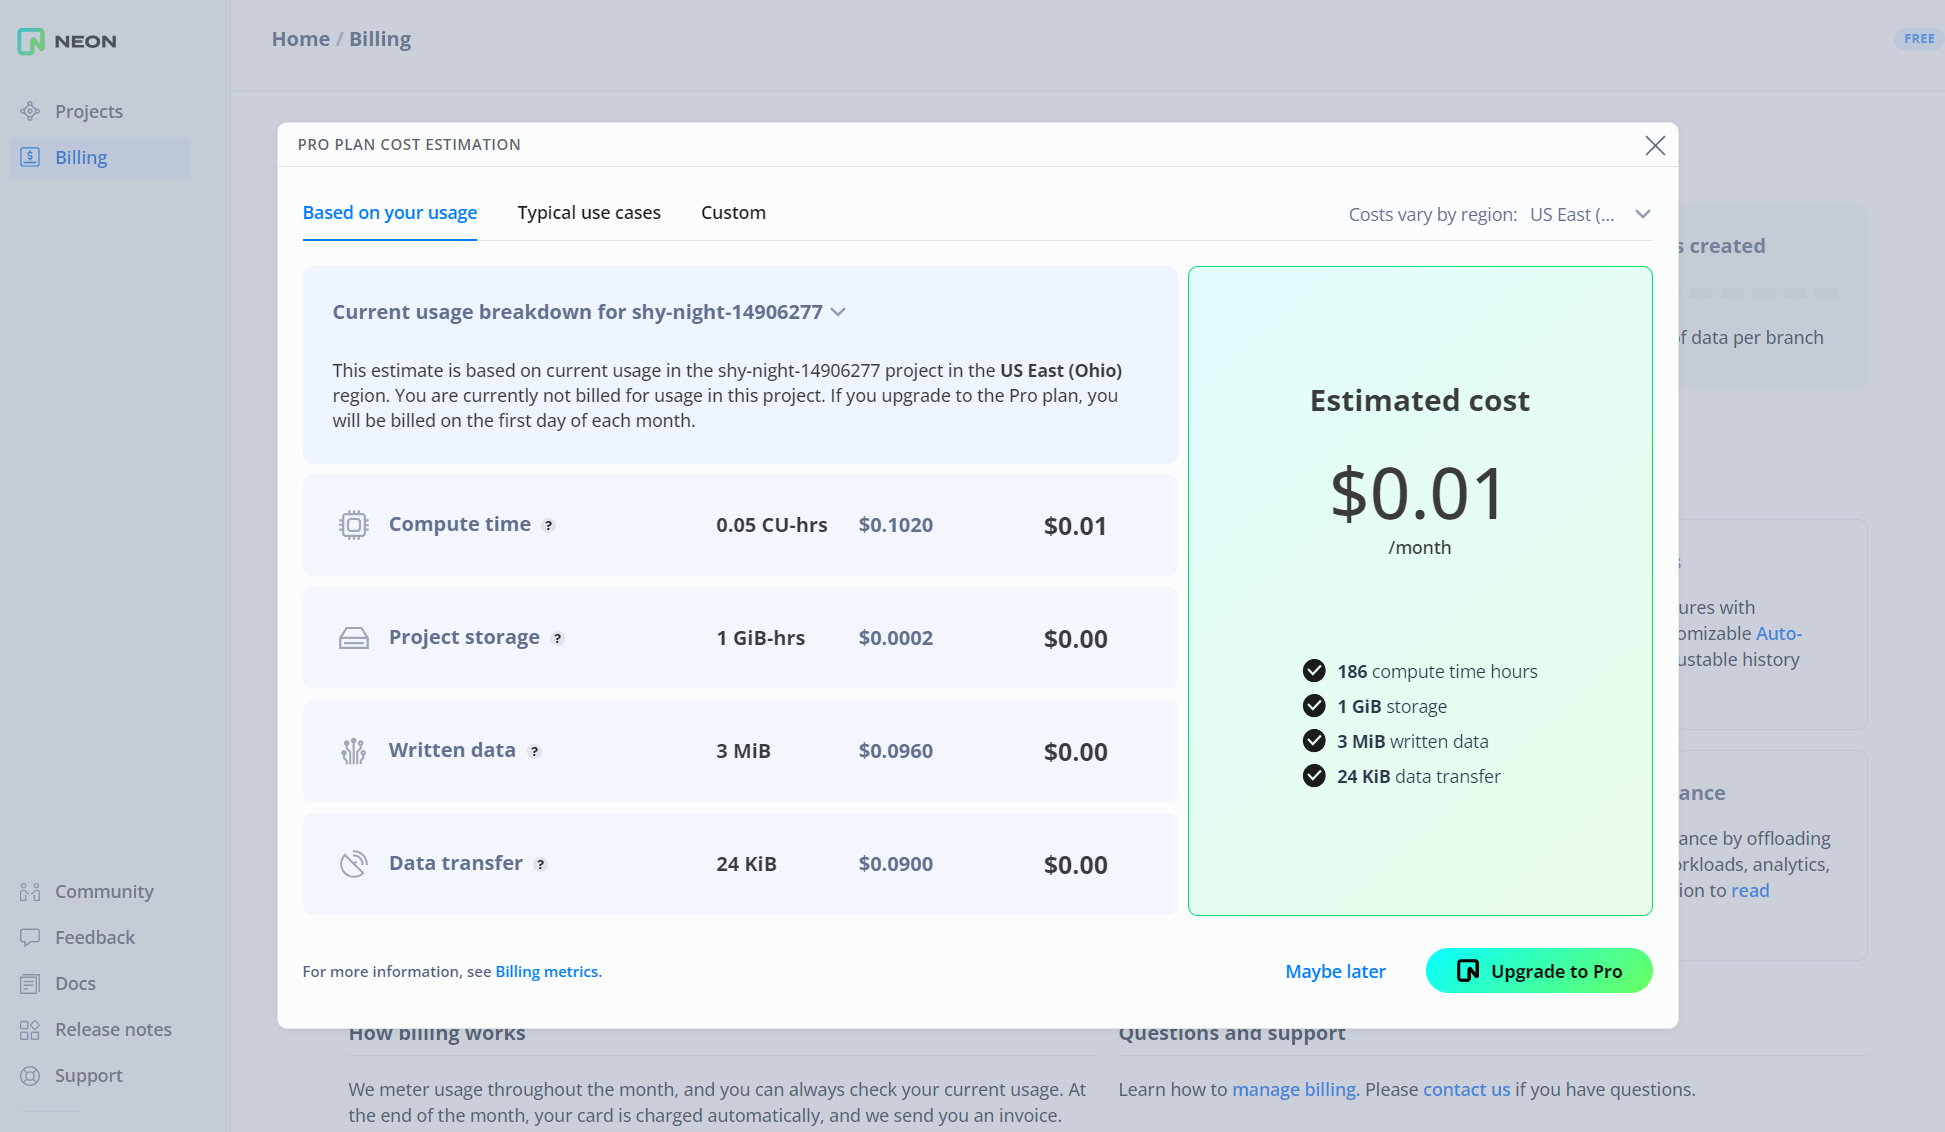 NEON
Home / Billing
FREE
Projects
Billing
PRO PLAN COST ESTIMATION
Based on your usage
Typical use cases
Custom
Costs vary by region: US East (...
s created
of data per branch
Current usage breakdown for shy-night-14906277
This estimate is based on current usage in the shy-night-14906277 project in the US East (Ohio)
region. You are currently not billed for usage in this project. If you upgrade to the Pro plan, you
will be billed on the first day of each month.
Compute time ?
0.05 CU-hrs
$0.1020
$0.01
Project storage ?
1 GiB-hrs
$0.0002
$0.00
Written data ?
3 MiB
$0.0960
$0.00
Data transfer ?
24 KiB
$0.0900
$0.00
Estimated cost
$0.01
/month
186 compute time hours
1 GiB storage
3 MiB written data
24 KiB data transfer
s
ures with
omizable Auto-
ustable history
ance
ance by offloading
orkloads, analytics,
ion to read
For more information, see Billing metrics.
Maybe later
Upgrade to Pro
Community
Feedback
Docs
Release notes
Support
How billing works
We meter usage throughout the month, and you can always check your current usage. At
the end of the month, your card is charged automatically, and we send you an invoice.
Questions and support
Learn how to manage billing. Please contact us if you have questions.